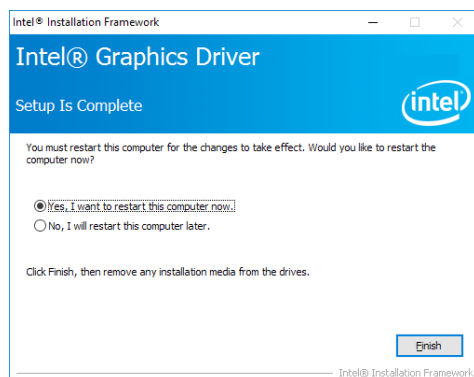 Intel® Installation Framework
Intel® Graphics Driver
Setup Is Complete
intel
You must restart this computer for the changes to take effect. Would you like to restart the
computer now?
Yes, I want to restart this computer now.
No, I will restart this computer later.
Click Finish, then remove any installation media from the drives.
Finish
Intel® Installation Framework